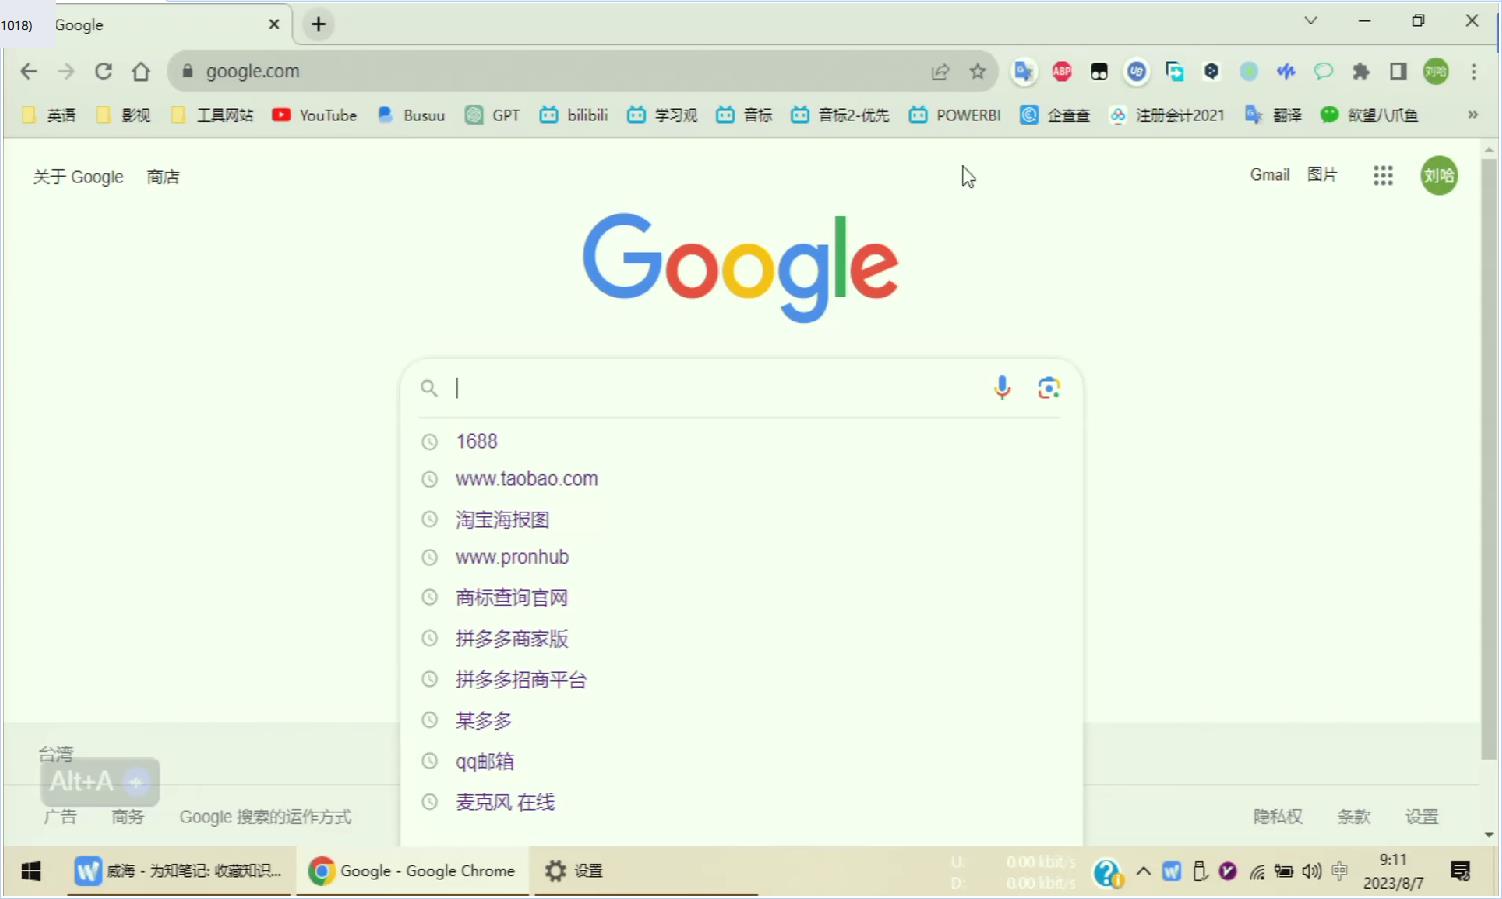 1018)
Google
google.com
英语 影视 工具网站 YouTube Busuu GPT bilibili 学习观 音标 音标2-优先 POWERBI 企查查 注册会计2021 翻译 欲望八爪鱼 »
关于 Google 商店 Gmail 图片 刘哈
Google
1688
www.taobao.com
淘宝海报图
www.pronhub
商标查询官网
拼多多商家版
拼多多招商平台
某多多
qq邮箱
麦克风 在线
台湾
Alt+A
广告 商务 Google 搜索的运作方式 隐私权 条款 设置
威海 - 为知笔记: 收藏知识... Google - Google Chrome 设置
U: 0.00 kbit/s
D: 0.00 kbit/s
中
9:11
2023/8/7